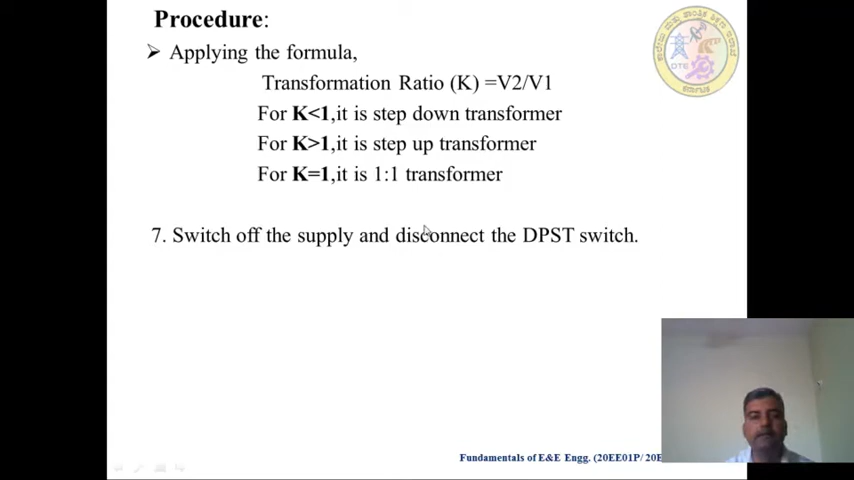 Procedure:
➢ Applying the formula,
Transformation Ratio (K) =V2/V1
For K<1,it is step down transformer
For K>1,it is step up transformer
For K=1,it is 1:1 transformer
DTE
7. Switch off the supply and disconnect the DPST switch.
Fundamentals of E&E Engg. (20EE01P/ 20E